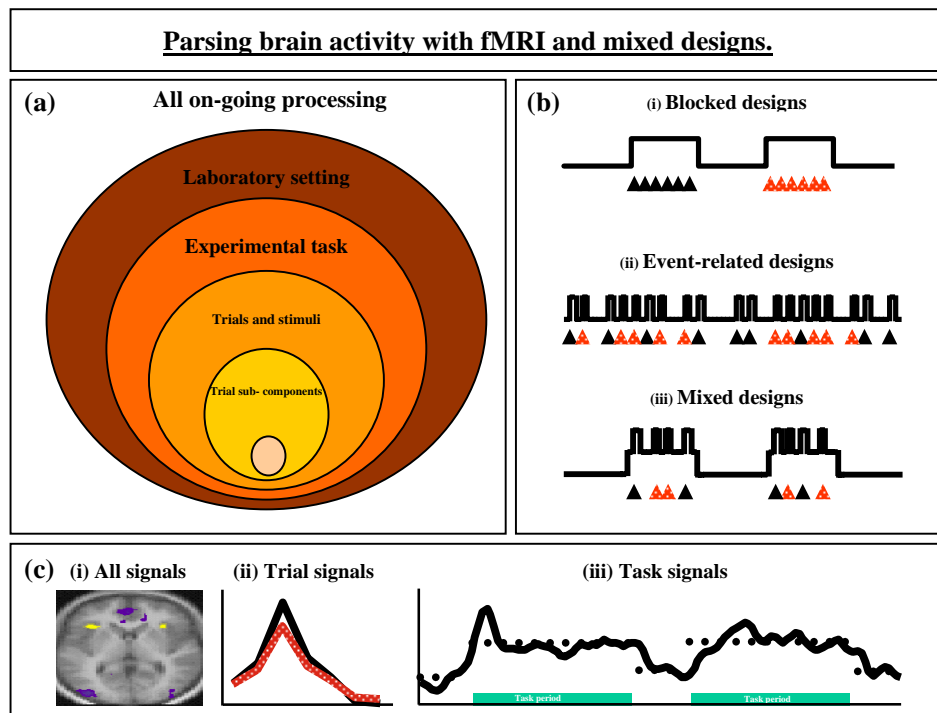 Parsing brain activity with fMRI and mixed designs.
(a)
All on-going processing
Laboratory setting
Experimental task
Trials and stimuli
Trial sub- components
(b)
(i) Blocked designs
(ii) Event-related designs
(iii) Mixed designs
(c)
(i) All signals
(ii) Trial signals
(iii) Task signals
Task period
Task period